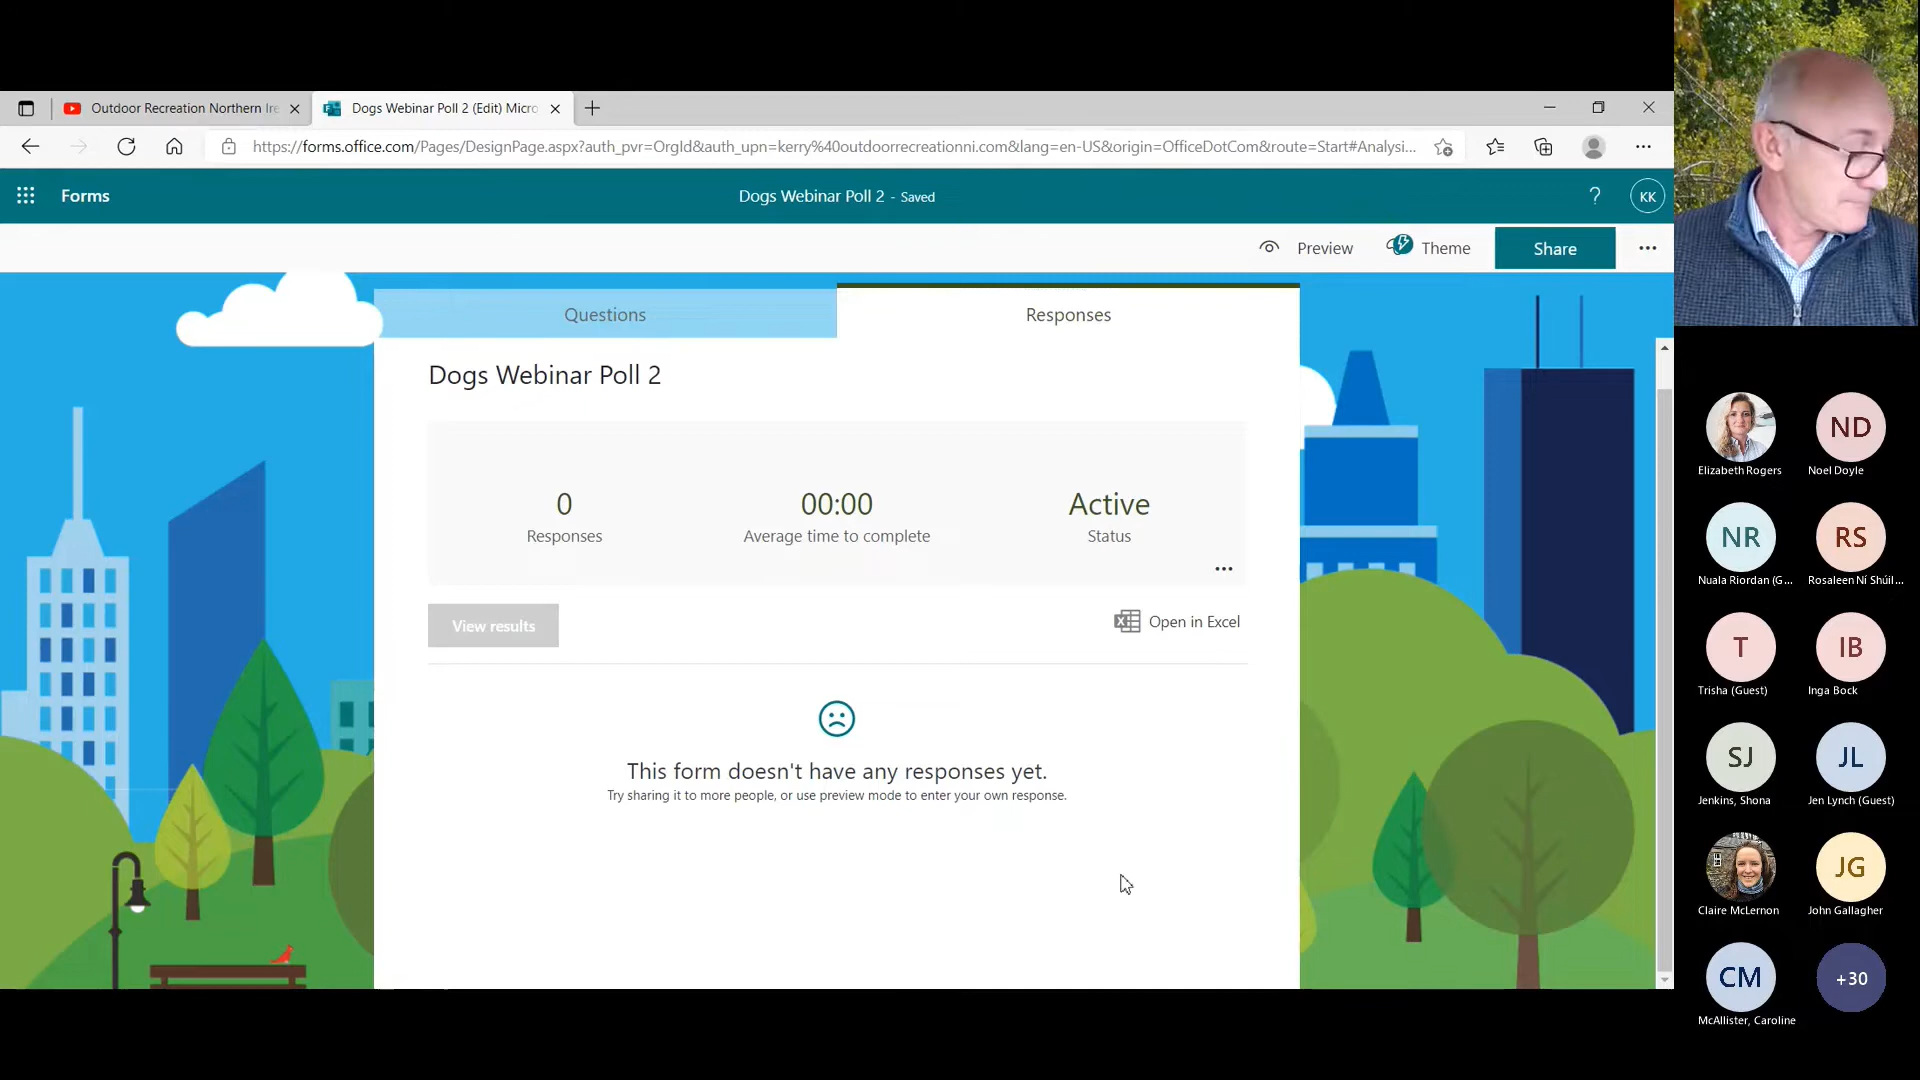 Outdoor Recreation Northern Ire
Dogs Webinar Poll 2 (Edit) Micro
https://forms.office.com/Pages/DesignPage.aspx?auth_pvr=OrgId&auth_upn=kerry%40outdoorrecreationni.com&lang=en-US&origin=OfficeDotCom&route=Start#Analysi...
Forms
Dogs Webinar Poll 2 - Saved
?
KK
Preview
Theme
Share
Questions
Responses
Dogs Webinar Poll 2
0
Responses
00:00
Average time to complete
Active
Status
View results
Open in Excel
This form doesn't have any responses yet.
Try sharing it to more people, or use preview mode to enter your own response.
Elizabeth Rogers
ND
Noel Doyle
NR
Nuala Riordan (G...
RS
Rosaleen Ní Shúil...
T
Trisha (Guest)
IB
Inga Bock
SJ
Jenkins, Shona
JL
Jen Lynch (Guest)
Claire McLernon
JG
John Gallagher
CM
McAllister, Caroline
+30